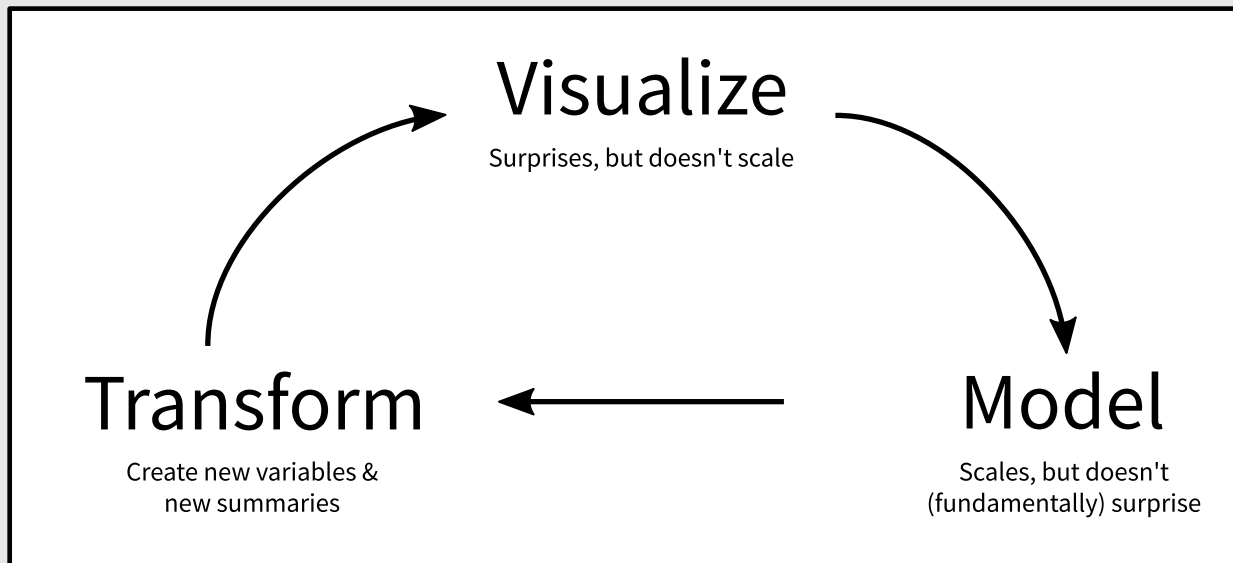 Visualize
Surprises, but doesn't scale
Transform
Create new variables &
new summaries
Model
Scales, but doesn't
(fundamentally) surprise